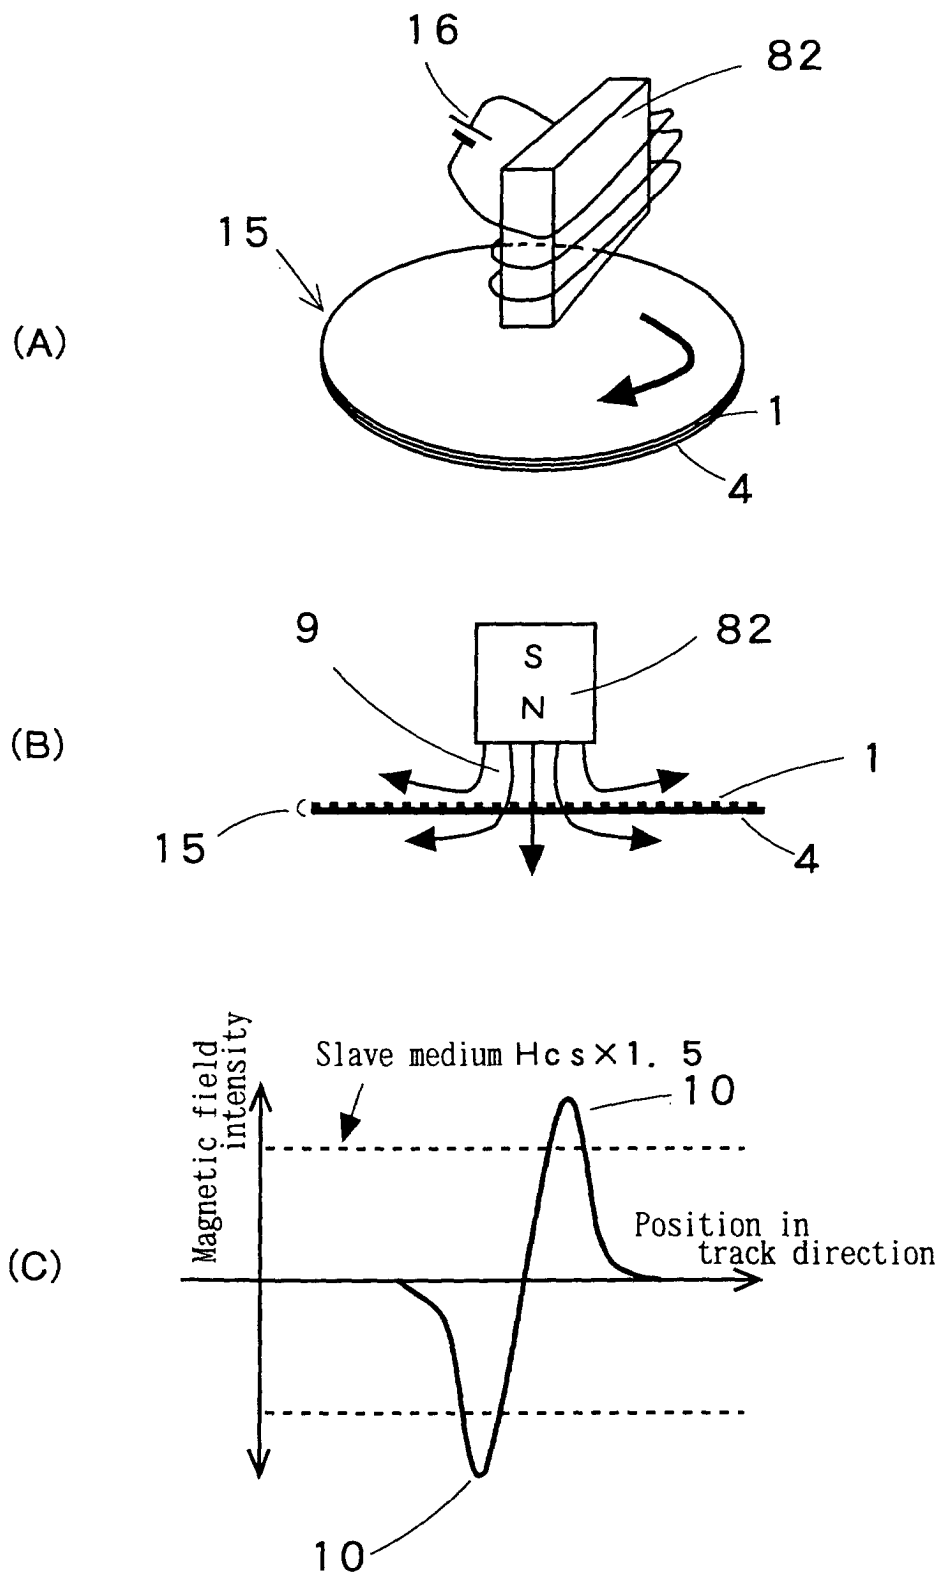 16
82
15
(A)
1
4
9
82
S
N
(B)
1
15
4
Magnetic field
intensity
Slave medium Hcs×1.5
10
Position in
track direction
(C)
10